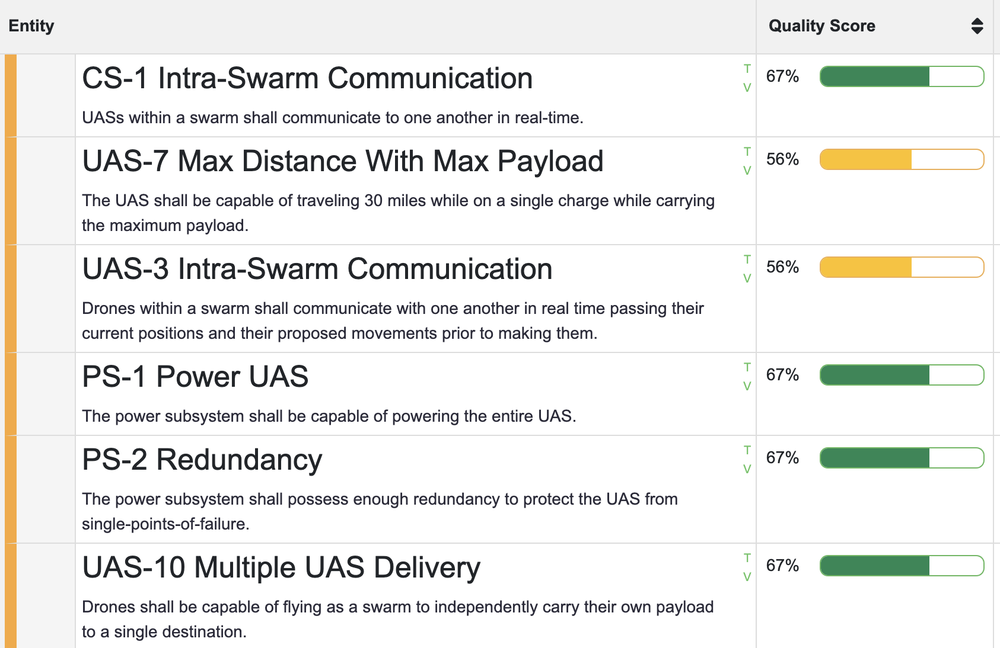 Entity
Quality Score
CS-1 Intra-Swarm Communication
T
V
67%
UASs within a swarm shall communicate to one another in real-time.
UAS-7 Max Distance With Max Payload
T
V
56%
The UAS shall be capable of traveling 30 miles while on a single charge while carrying
the maximum payload.
UAS-3 Intra-Swarm Communication
T
V
56%
Drones within a swarm shall communicate with one another in real time passing their
current positions and their proposed movements prior to making them.
PS-1 Power UAS
T
V
67%
The power subsystem shall be capable of powering the entire UAS.
PS-2 Redundancy
T
V
67%
The power subsystem shall possess enough redundancy to protect the UAS from
single-points-of-failure.
UAS-10 Multiple UAS Delivery
T
V
67%
Drones shall be capable of flying as a swarm to independently carry their own payload
to a single destination.